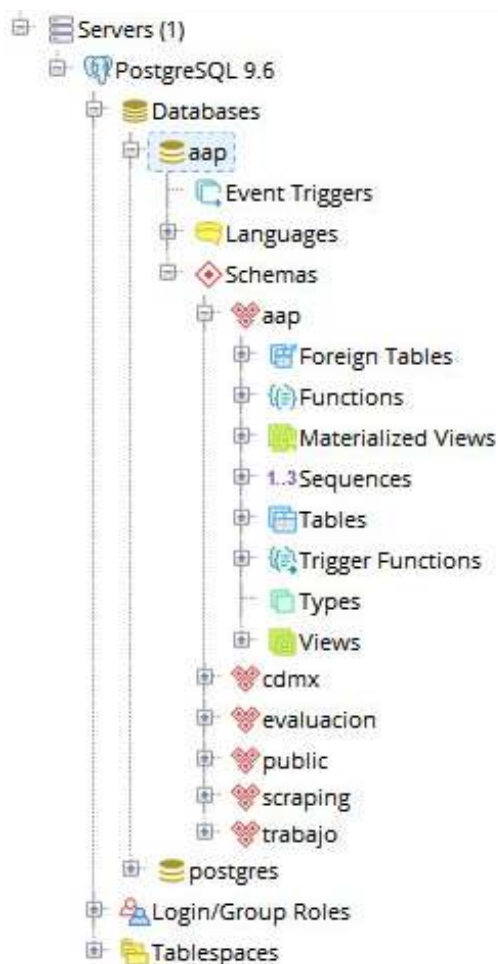 Servers (1)
PostgreSQL 9.6
Databases
aap
Event Triggers
Languages
Schemas
aap
Foreign Tables
Functions
Materialized Views
1..3 Sequences
Tables
Trigger Functions
Types
Views
cdmx
evaluacion
public
scraping
trabajo
postgres
Login/Group Roles
Tablespaces